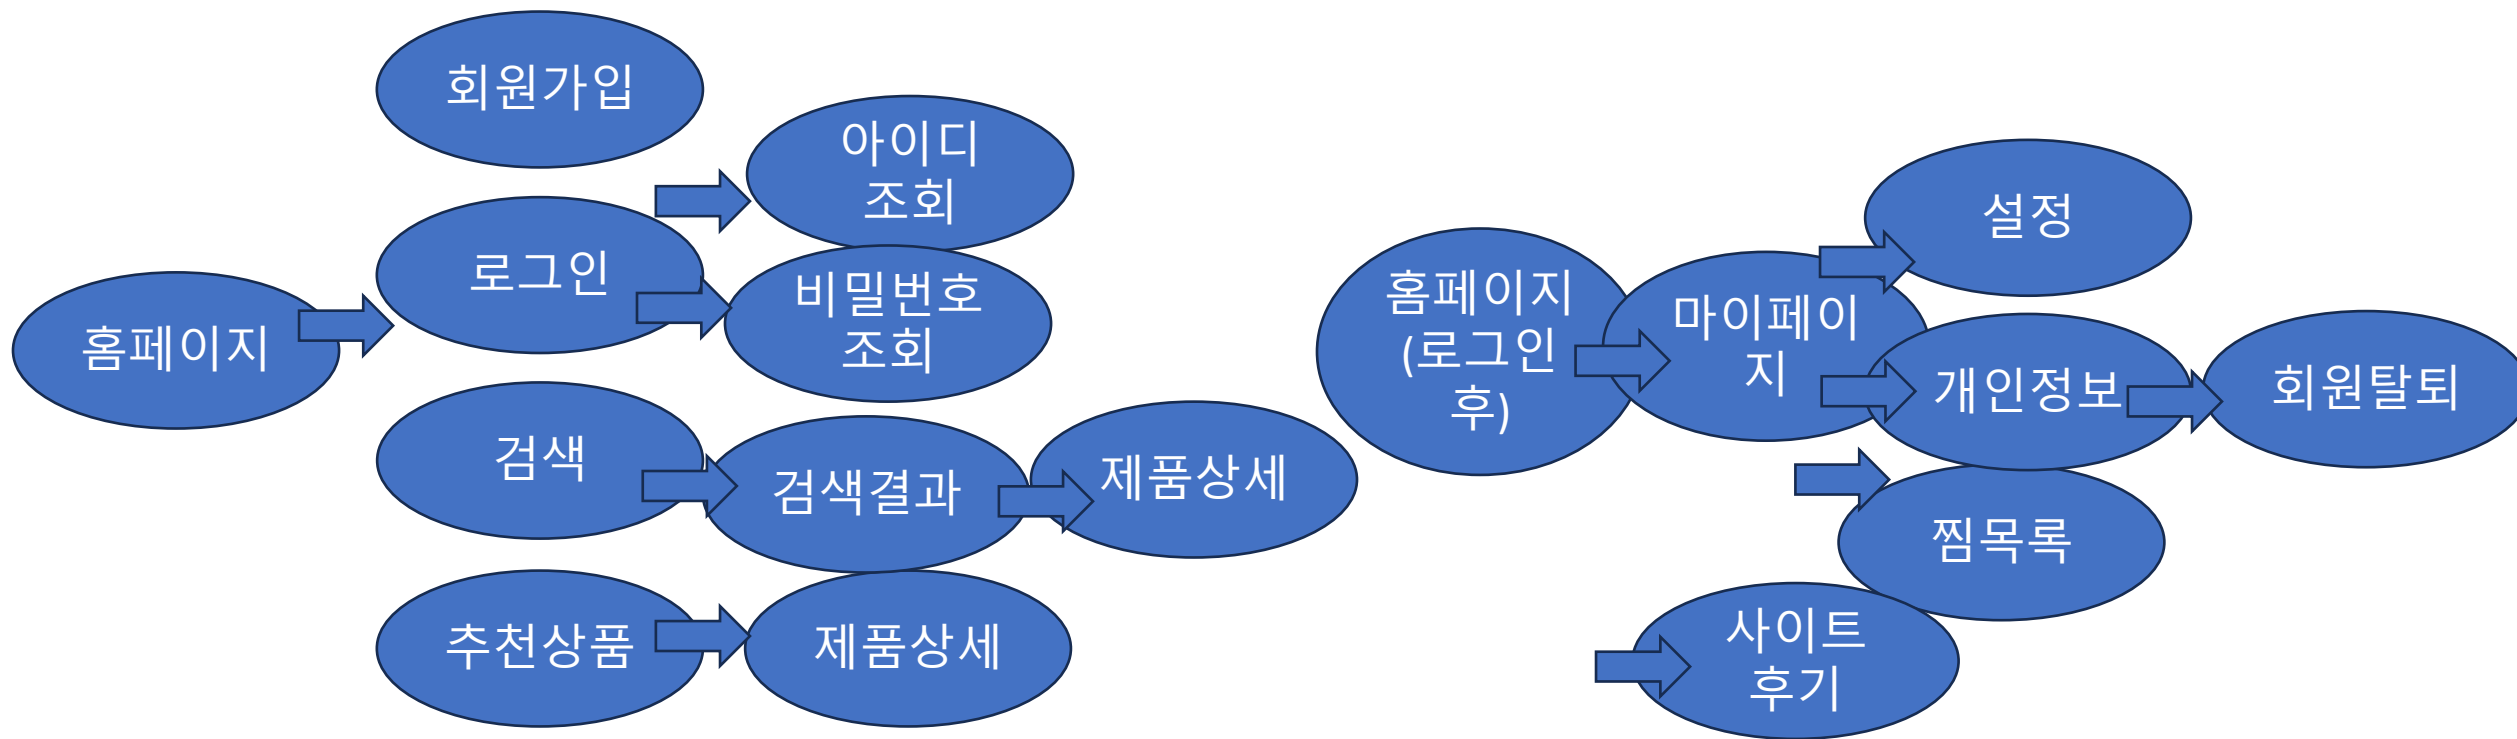 회원가입
아이디
조회
로그인
비밀번호
조회
홈페이지
검색
검색결과
제품상세
추천상품
제품상세
홈페이지
(로그인
후)
마이페이
지
설정
개인정보
회원탈퇴
찜목록
사이트
후기